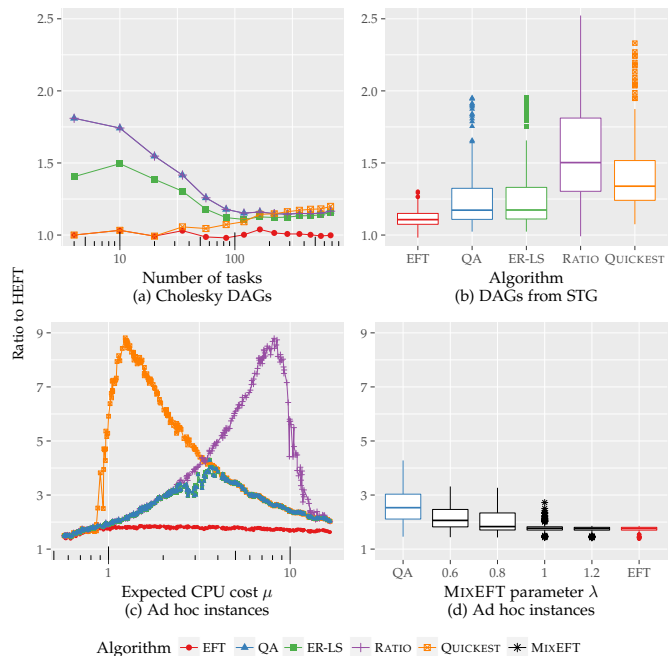 Ratio to HEFT
2.5
2.0
1.5
1.0
10
100
Number of tasks
(a) Cholesky DAGs
2.5
2.0
1.5
1.0
EFT QA ER-LS RATIO QUICKEST
Algorithm
(b) DAGs from STG
9
7
5
3
1
1
10
Expected CPU cost μ
(c) Ad hoc instances
9
7
5
3
1
QA 0.6 0.8 1 1.2 EFT
MIXEFT parameter λ
(d) Ad hoc instances
Algorithm EFT QA ER-LS RATIO QUICKEST MIXEFT